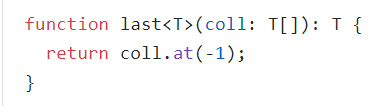 function last<T>(coll: T[]): T {
  return coll.at(-1);
}